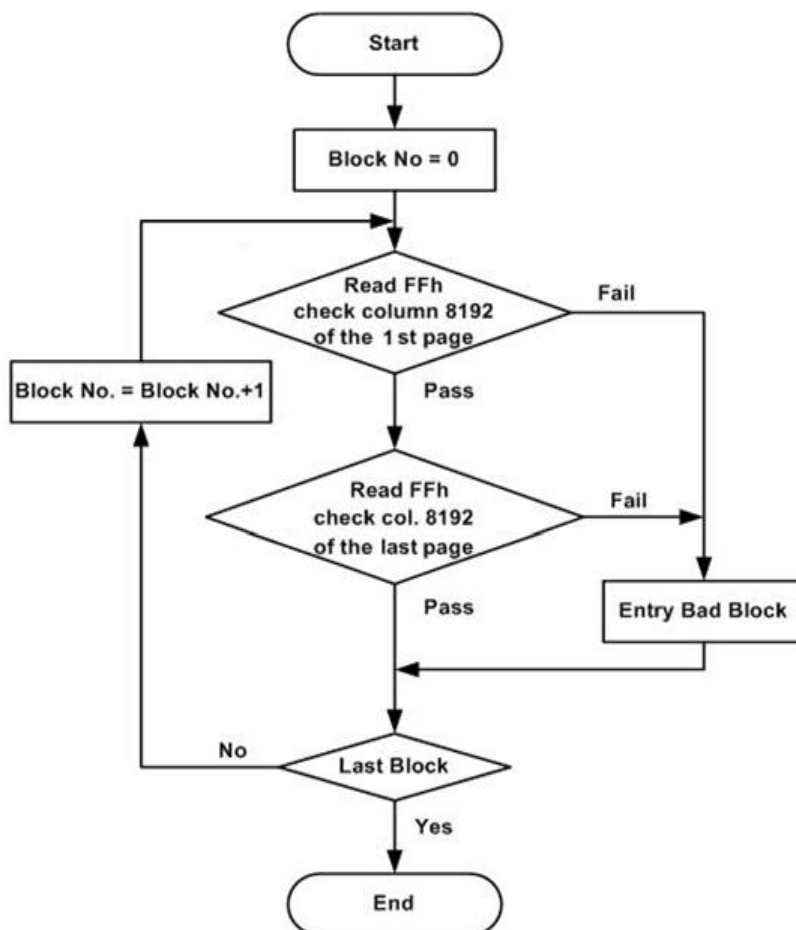 Start
Block No = 0
Read FFh
check column 8192
of the 1st page
Fail
Pass
Block No. = Block No.+1
Read FFh
check col. 8192
of the last page
Fail
Pass
Entry Bad Block
No
Last Block
Yes
End